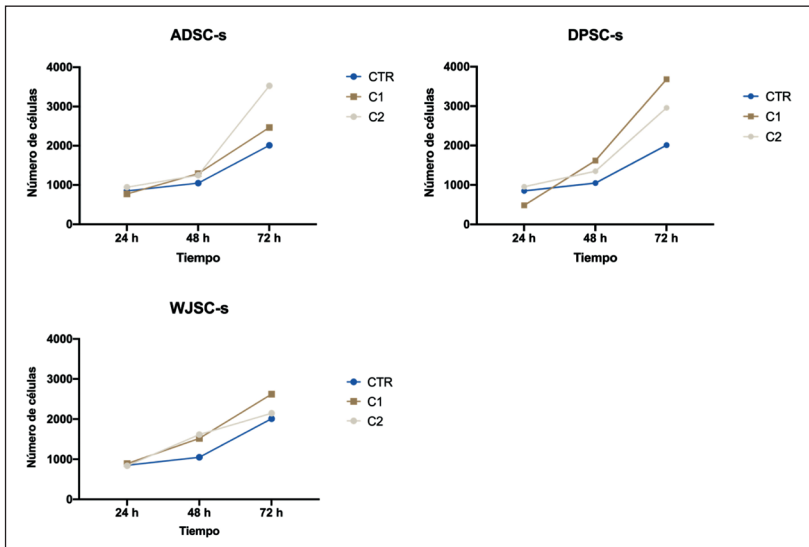 ADSC-s
Número de células
4000
3000
2000
1000
0
24 h 48 h 72 h
Tiempo
CTR
C1
C2
DPSC-s
Número de células
4000
3000
2000
1000
0
24 h 48 h 72 h
Tiempo
CTR
C1
C2
WJSC-s
Número de células
4000
3000
2000
1000
0
24 h 48 h 72 h
Tiempo
CTR
C1
C2